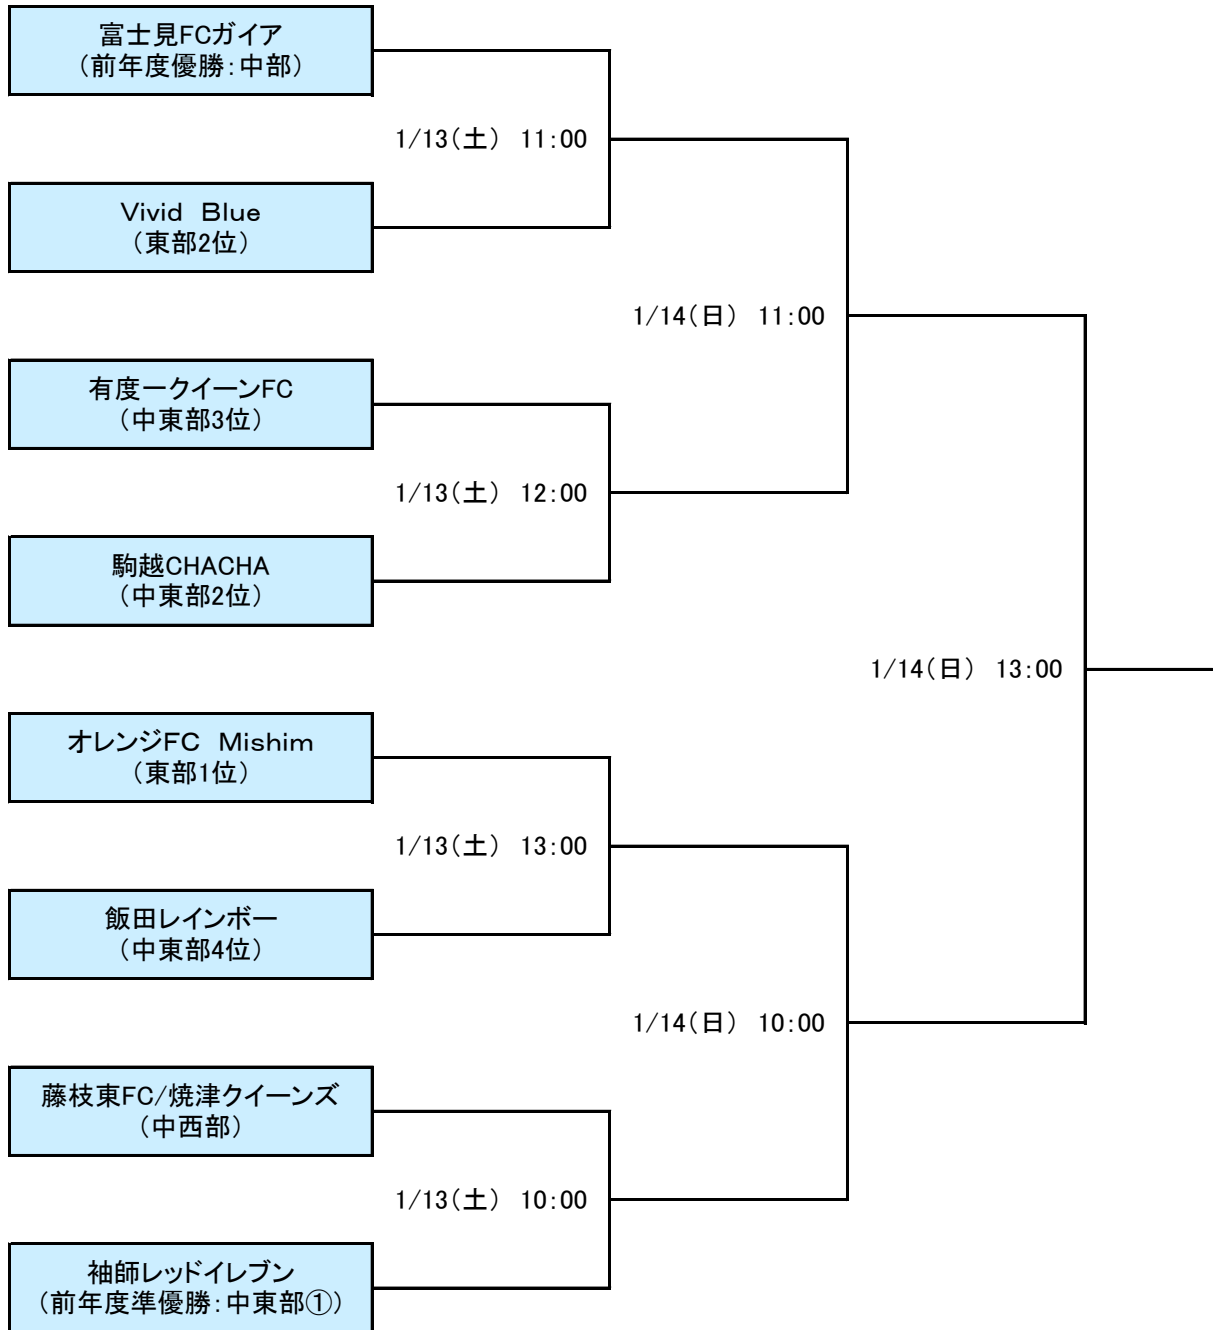 富士見FCガイア
（前年度優勝：中部）
1/13（土） 11：00
Ｖｉｖｉｄ　Ｂｌｕｅ
（東部2位）
1/14（日） 11：00
有度一クイーンFC
（中東部3位）
1/13（土） 12：00
駒越CHACHA
（中東部2位）
1/14（日） 13：00
オレンジFC　Ｍｉｓｈｉｍ
（東部1位）
1/13（土） 13：00
飯田レインボー
（中東部4位）
1/14（日） 10：00
藤枝東FC/焼津クイーンズ
（中西部）
1/13（土） 10：00
袖師レッドイレブン
（前年度準優勝：中東部①）